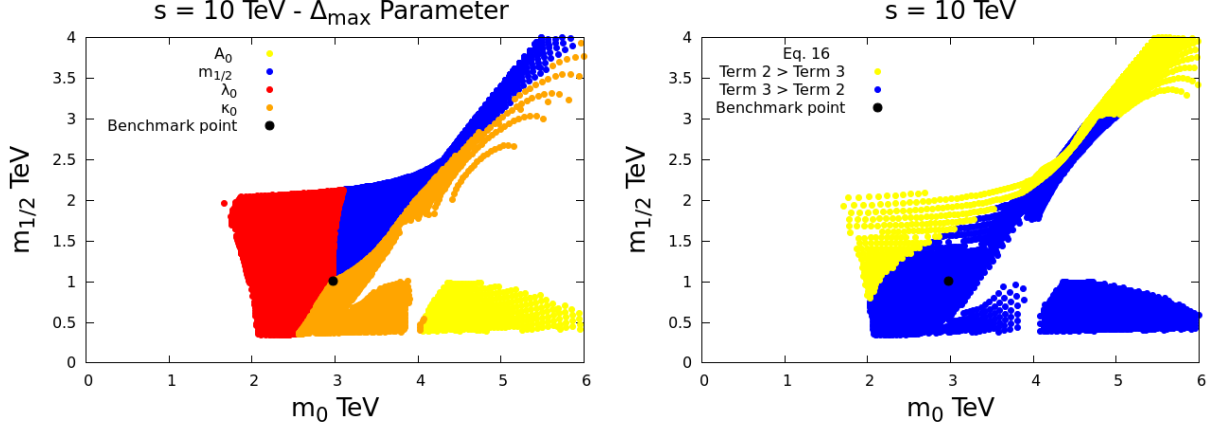 s = 10 TeV - Δmax Parameter
A0
m1/2
λ0
κ0
Benchmark point
4
3.5
3
2.5
2
1.5
1
0.5
0
m1/2 TeV
0 1 2 3 4 5 6
m0 TeV
s = 10 TeV
Eq. 16
Term 2 > Term 3
Term 3 > Term 2
Benchmark point
4
3.5
3
2.5
2
1.5
1
0.5
0
m1/2 TeV
0 1 2 3 4 5 6
m0 TeV